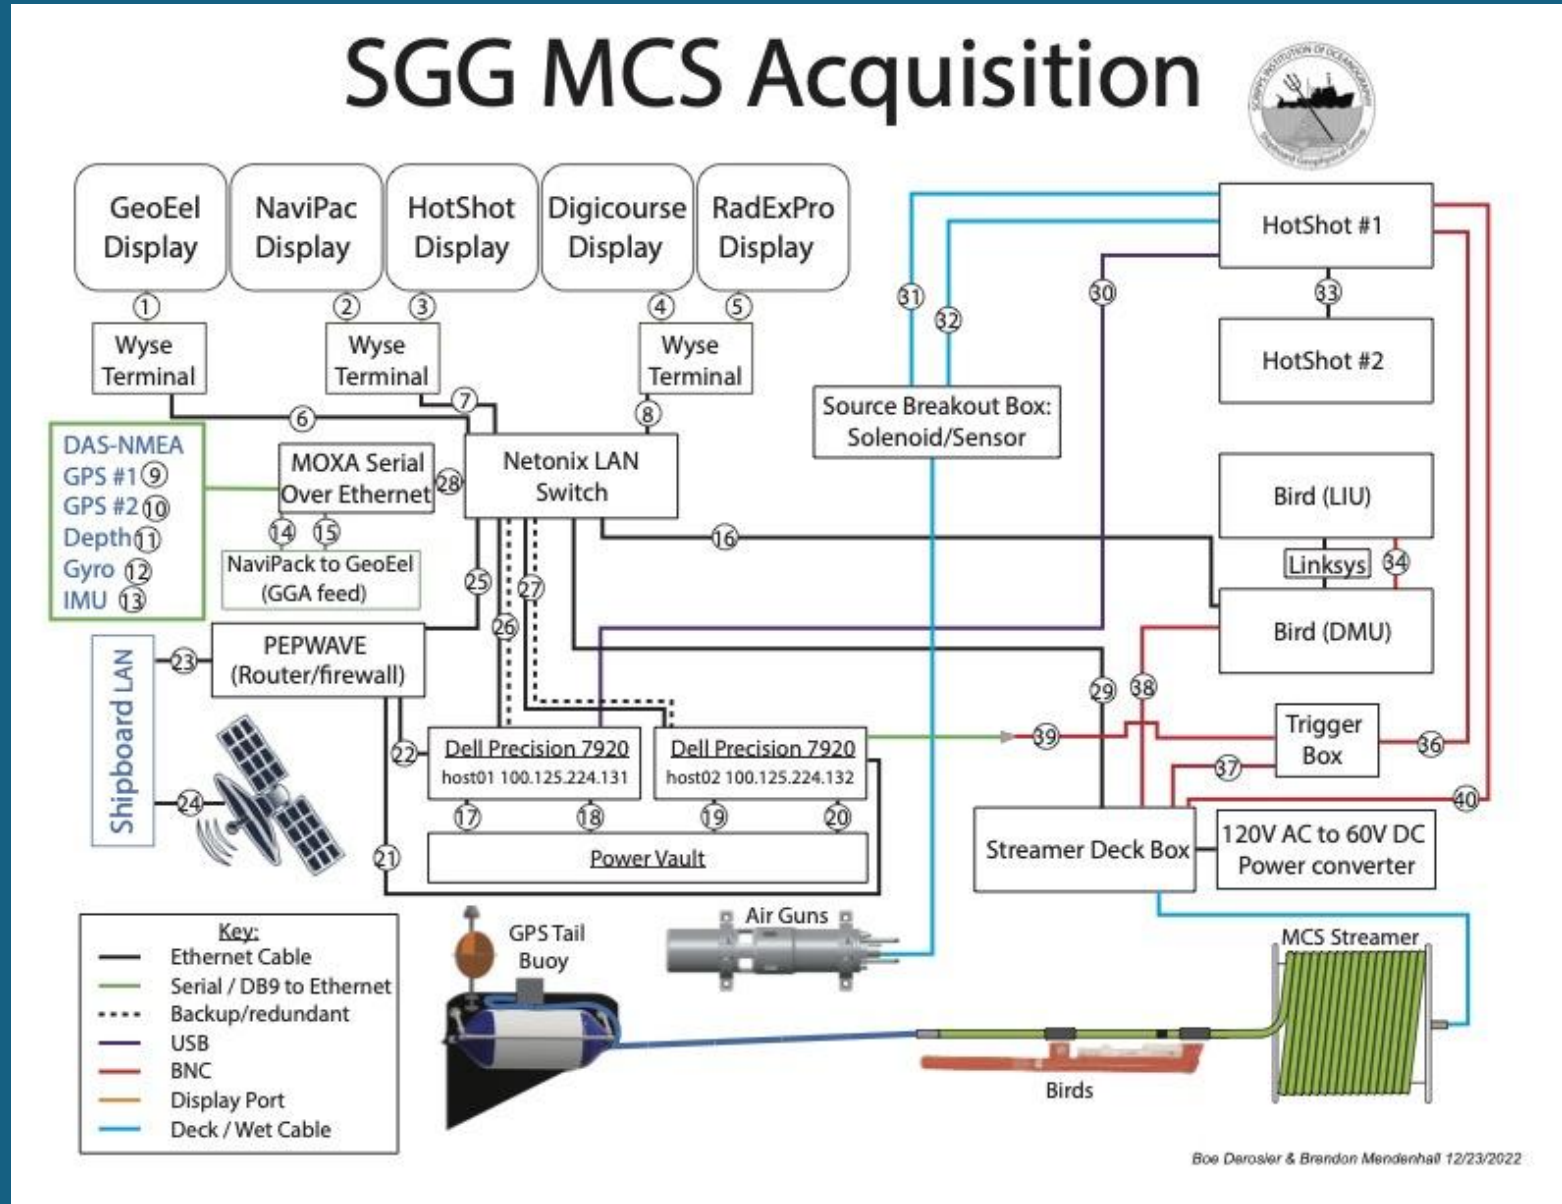 SGG MCS Acquisition
SCRIPPS INSTITUTION OF OCEANOGRAPHY
Shipboard Geophysical Group
GeoEel
Display
NaviPac
Display
HotShot
Display
Digicourse
Display
RadExPro
Display
1
2
3
4
5
Wyse
Terminal
Wyse
Terminal
Wyse
Terminal
6
7
8
31
32
30
HotShot #1
33
HotShot #2
Source Breakout Box:
Solenoid/Sensor
DAS-NMEA
GPS #1 9
GPS #2 10
Depth 11
Gyro 12
IMU 13
MOXA Serial
Over Ethernet
28
Netonix LAN
Switch
14
15
NaviPack to GeoEel
(GGA feed)
16
25
26
27
Bird (LIU)
Linksys
34
Bird (DMU)
Shipboard LAN
23
24
PEPWAVE
(Router/firewall)
22
21
Dell Precision 7920
host01 100.125.224.131
Dell Precision 7920
host02 100.125.224.132
17
18
19
20
Power Vault
29
38
39
Trigger
Box
36
37
40
Streamer Deck Box
120V AC to 60V DC
Power converter
Key:
Ethernet Cable
Serial / DB9 to Ethernet
Backup/redundant
USB
BNC
Display Port
Deck / Wet Cable
GPS Tail
Buoy
Air Guns
Birds
MCS Streamer
Boe Derosier & Brendon Mendenhall 12/23/2022